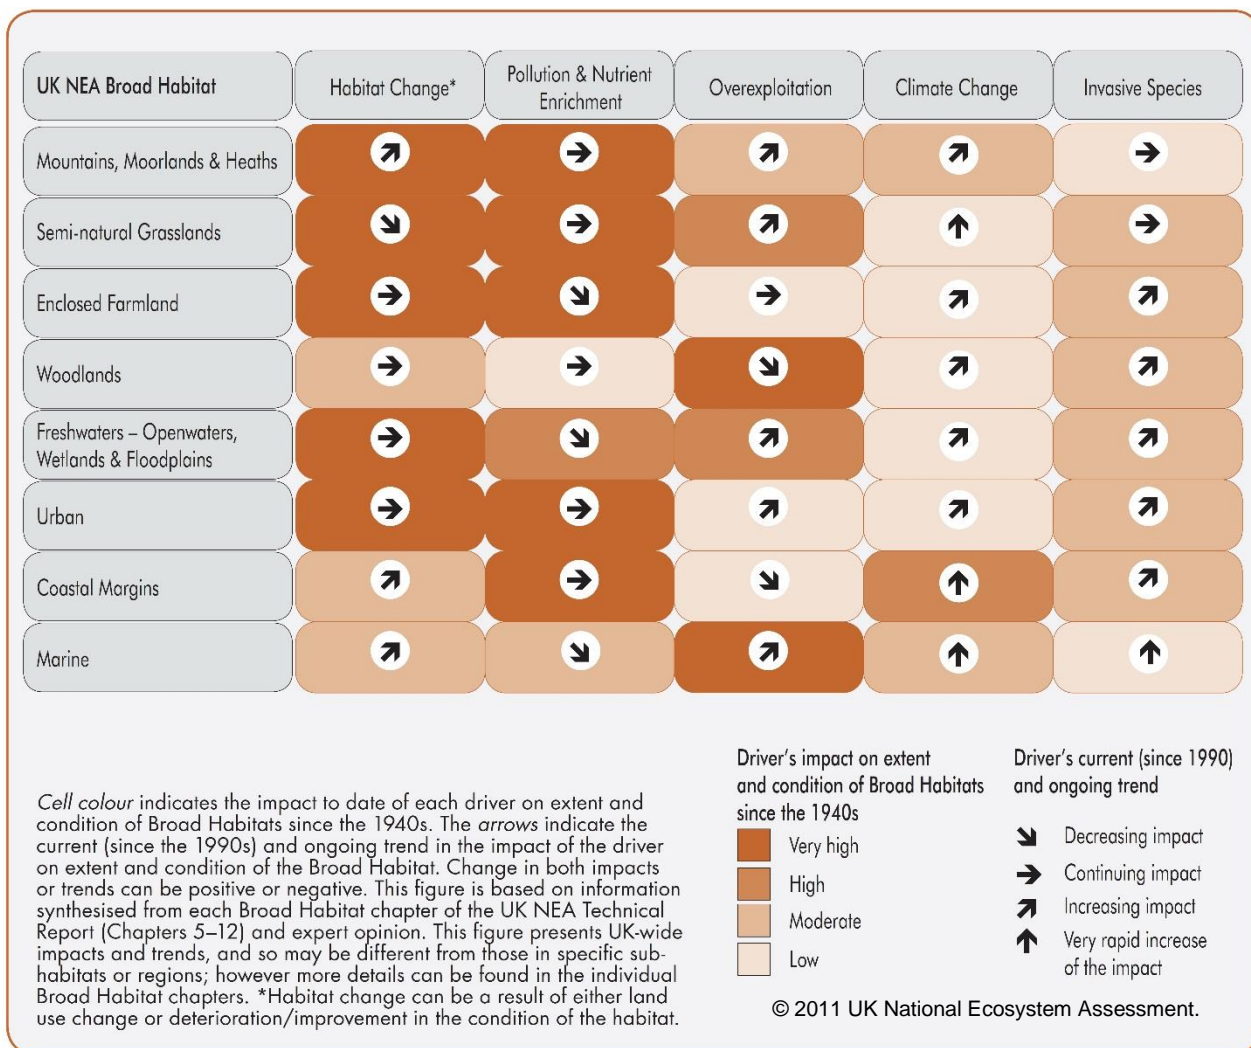 UK NEA Broad Habitat
Habitat Change*
Pollution & Nutrient
Enrichment
Overexploitation
Climate Change
Invasive Species
Mountains, Moorlands & Heaths
Semi-natural Grasslands
Enclosed Farmland
Woodlands
Freshwaters – Openwaters,
Wetlands & Floodplains
Urban
Coastal Margins
Marine
Cell colour indicates the impact to date of each driver on extent and
condition of Broad Habitats since the 1940s. The arrows indicate the
current (since the 1990s) and ongoing trend in the impact of the driver
on extent and condition of the Broad Habitat. Change in both impacts
or trends can be positive or negative. This figure is based on information
synthesised from each Broad Habitat chapter of the UK NEA Technical
Report (Chapters 5–12) and expert opinion. This figure presents UK-wide
impacts and trends, and so may be different from those in specific sub-
habitats or regions; however more details can be found in the individual
Broad Habitat chapters. *Habitat change can be a result of either land
use change or deterioration/improvement in the condition of the habitat.
Driver's impact on extent
and condition of Broad Habitats
since the 1940s
Very high
High
Moderate
Low
Driver's current (since 1990)
and ongoing trend
Decreasing impact
Continuing impact
Increasing impact
Very rapid increase
of the impact
© 2011 UK National Ecosystem Assessment.